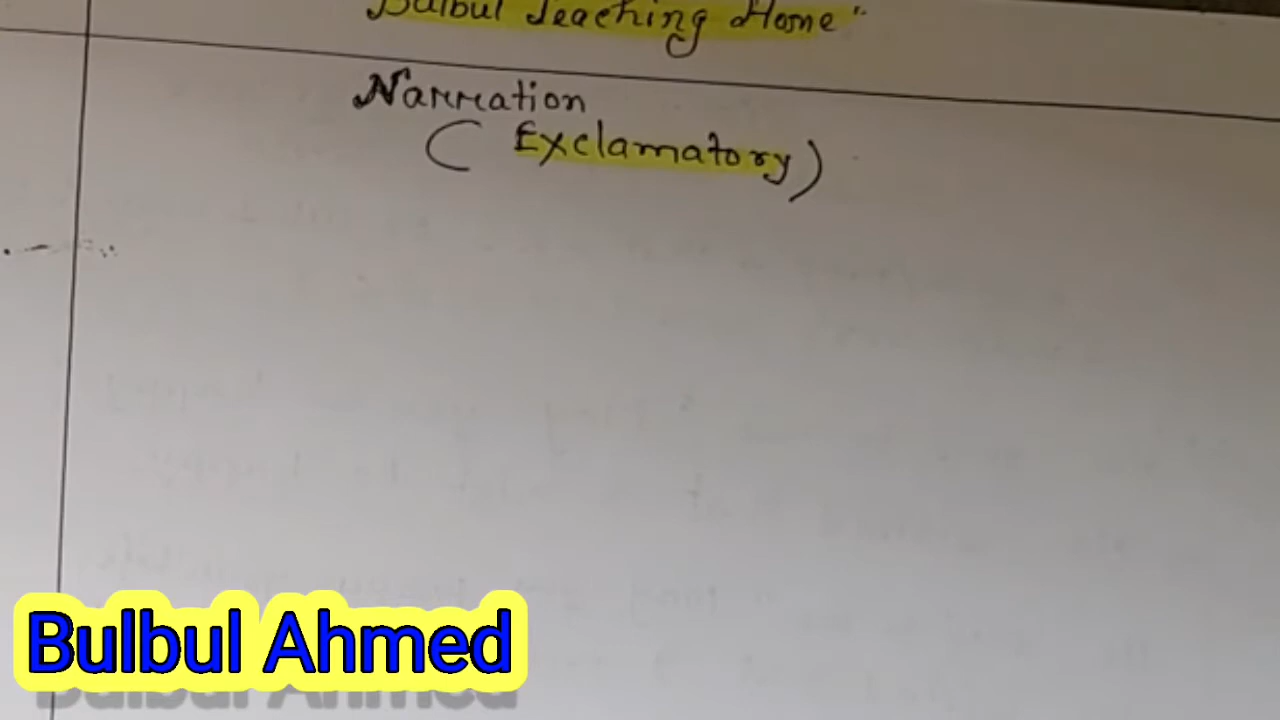 Bulbul Teaching Home"
Narration
( Exclamatory)
Bulbul Ahmed